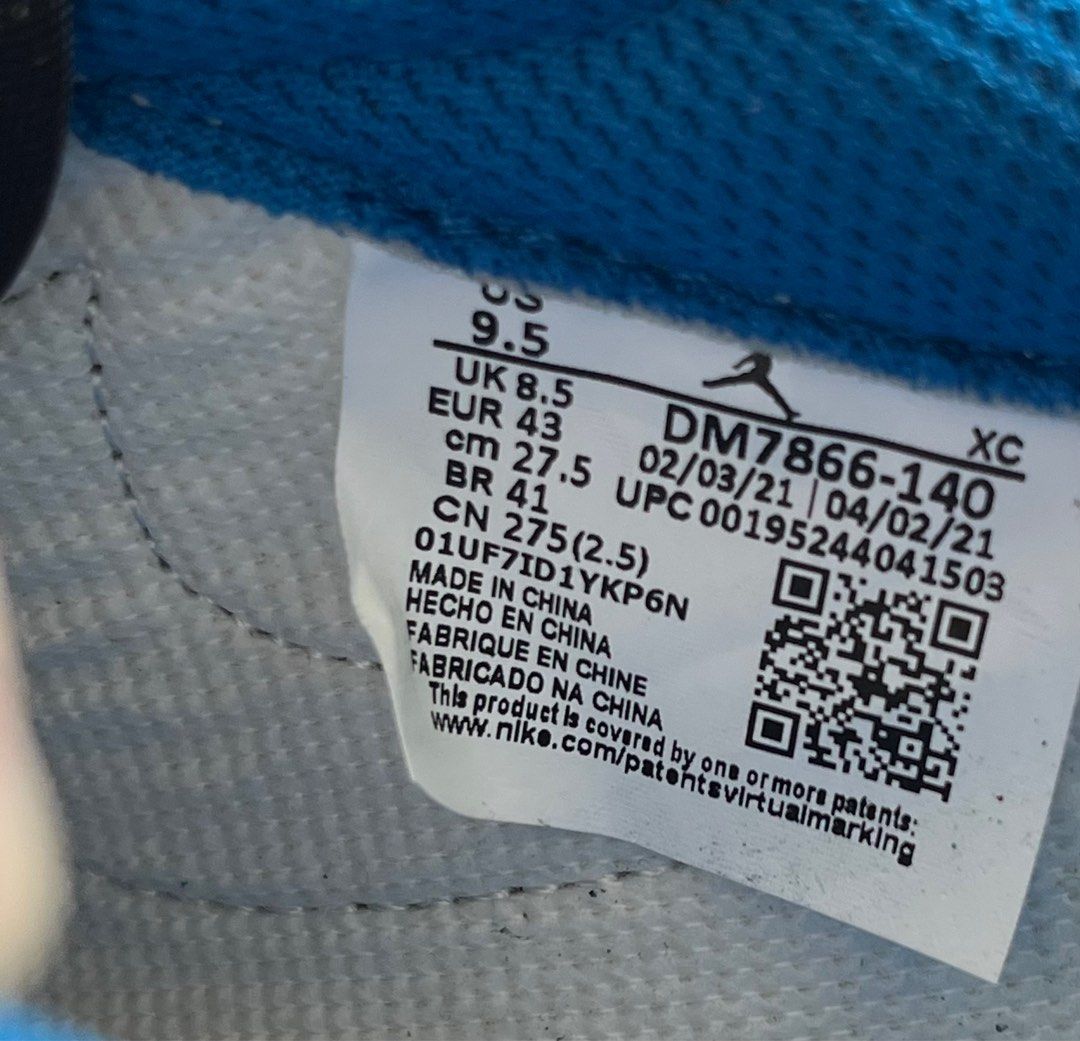 US
9.5
XC
UK 8.5
EUR 43
cm 27.5
BR 41
CN 275(2.5)
DM7866-140
02/03/21 | 04/02/21
UPC 00195244041503
01UF7ID1YKP6N
MADE IN CHINA
HECHO EN CHINA
FABRIQUE EN CHINE
FABRICADO NA CHINA
This product is covered by one or more patents:
www.nike.com/patentsvirtualmarking